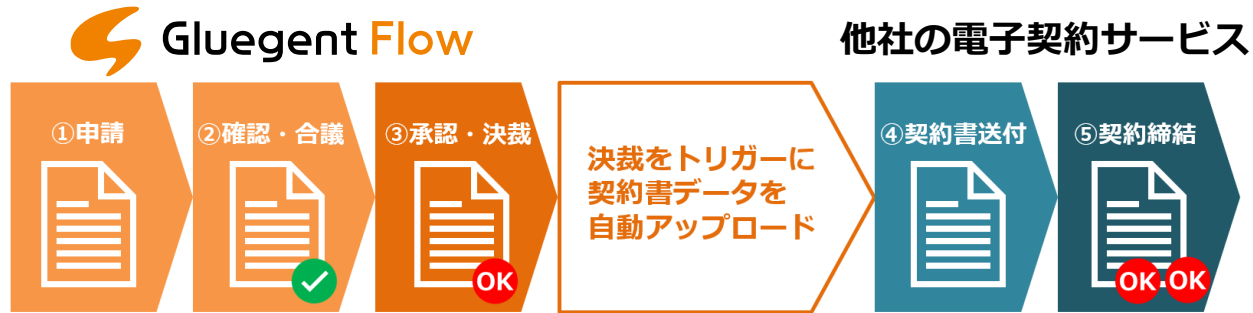 Gluegent Flow
他社の電子契約サービス
①申請
②確認・合議
③承認・決裁
決裁をトリガーに
契約書データを
自動アップロード
④契約書送付
⑤契約締結
OK
OK
OK